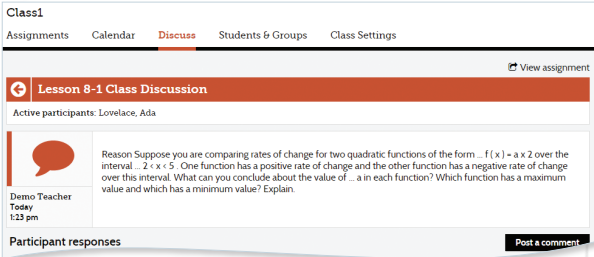 Class1
Assignments Calendar Discuss Students & Groups Class Settings
View assignment
Lesson 8-1 Class Discussion
Active participants: Lovelace, Ada
Reason Suppose you are comparing rates of change for two quadratic functions of the form ... f ( x ) = a x 2 over the
interval ... 2 < x < 5 . One function has a positive rate of change and the other function has a negative rate of change
over this interval. What can you conclude about the value of ... a in each function? Which function has a maximum
value and which has a minimum value? Explain.
Demo Teacher
Today
1:23 pm
Participant responses
Post a comment